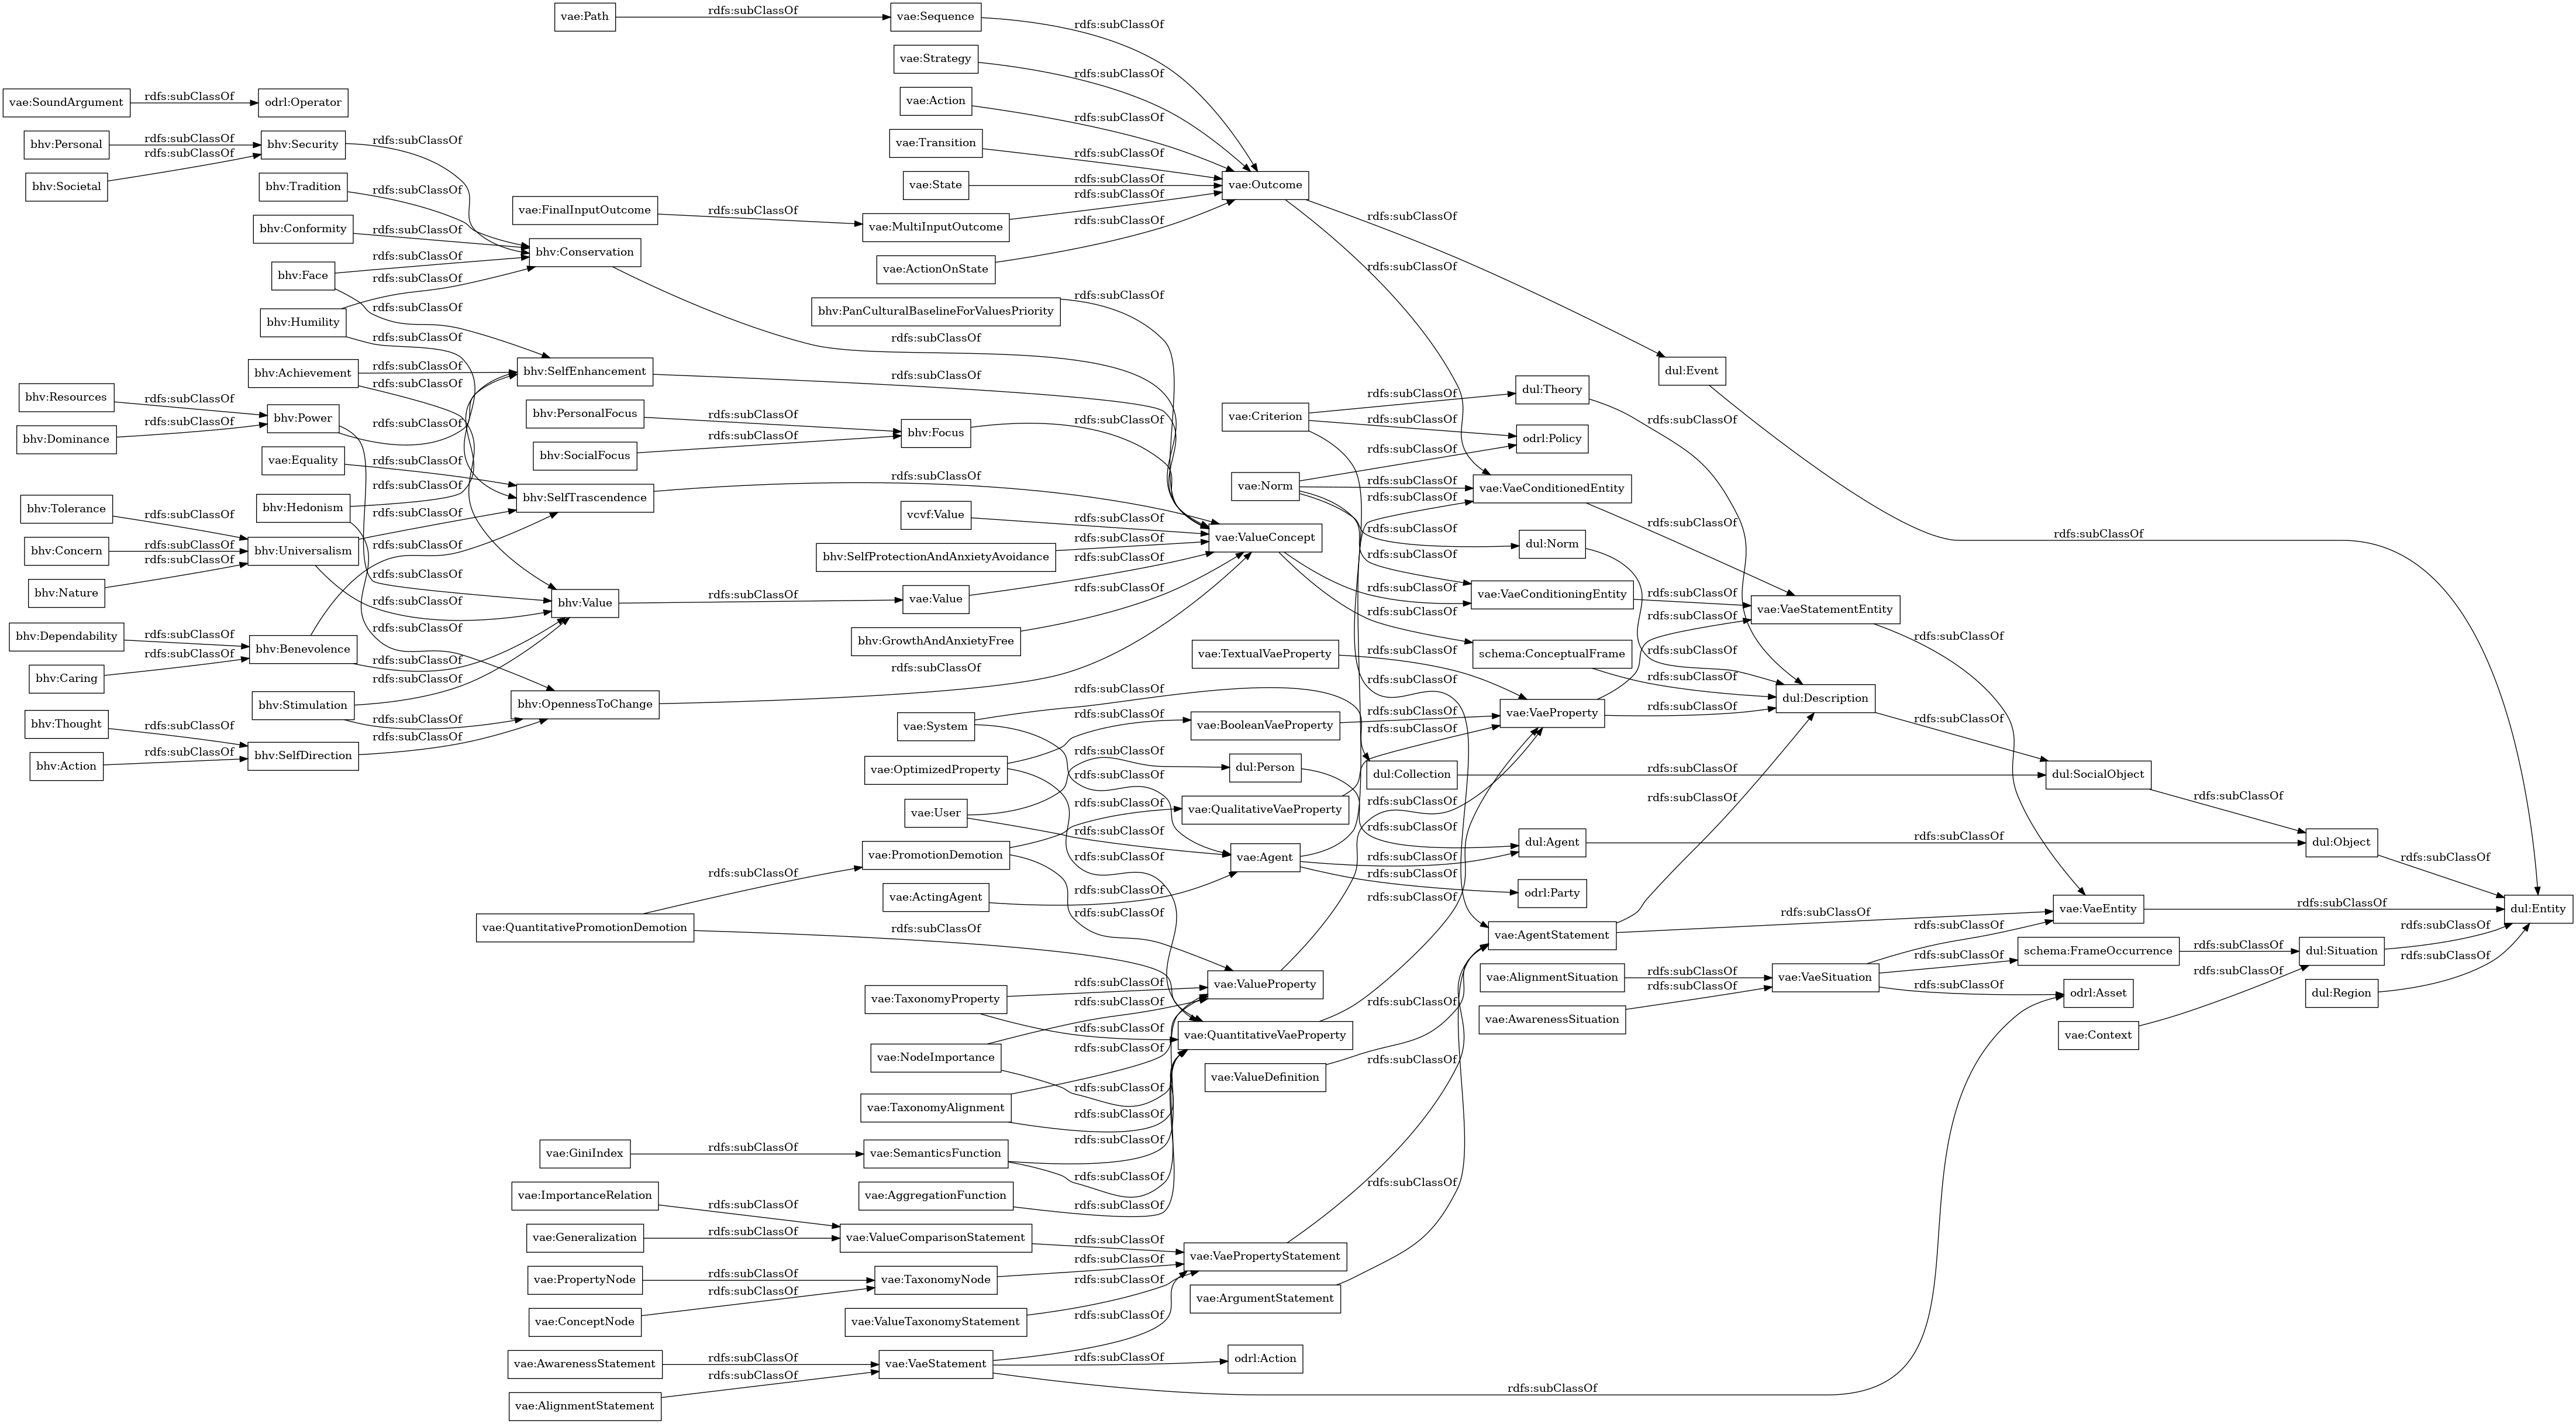 vae:Path
rdfs:subClassOf
vae:Sequence
rdfs:subClassOf
vae:Strategy
rdfs:subClassOf
vae:SoundArgument
rdfs:subClassOf
odrl:Operator
vae:Action
rdfs:subClassOf
bhv:Personal
rdfs:subClassOf
bhv:Security
rdfs:subClassOf
vae:Transition
rdfs:subClassOf
bhv:Societal
rdfs:subClassOf
bhv:Tradition
rdfs:subClassOf
vae:State
rdfs:subClassOf
vae:Outcome
rdfs:subClassOf
rdfs:subClassOf
vae:FinalInputOutcome
rdfs:subClassOf
vae:MultiInputOutcome
rdfs:subClassOf
bhv:Conformity
rdfs:subClassOf
bhv:Conservation
rdfs:subClassOf
vae:ActionOnState
rdfs:subClassOf
bhv:Face
rdfs:subClassOf
rdfs:subClassOf
bhv:Humility
rdfs:subClassOf
rdfs:subClassOf
bhv:PanCulturalBaselineForValuesPriority
rdfs:subClassOf
bhv:Achievement
rdfs:subClassOf
rdfs:subClassOf
bhv:SelfEnhancement
rdfs:subClassOf
dul:Event
rdfs:subClassOf
bhv:Resources
rdfs:subClassOf
bhv:Power
rdfs:subClassOf
rdfs:subClassOf
bhv:Dominance
rdfs:subClassOf
bhv:PersonalFocus
rdfs:subClassOf
bhv:Focus
rdfs:subClassOf
bhv:SocialFocus
rdfs:subClassOf
vae:Criterion
rdfs:subClassOf
rdfs:subClassOf
rdfs:subClassOf
dul:Theory
rdfs:subClassOf
odrl:Policy
vae:Equality
rdfs:subClassOf
vae:Norm
rdfs:subClassOf
rdfs:subClassOf
rdfs:subClassOf
rdfs:subClassOf
vae:VaeConditionedEntity
rdfs:subClassOf
bhv:Tolerance
rdfs:subClassOf
bhv:Hedonism
rdfs:subClassOf
rdfs:subClassOf
bhv:SelfTrascendence
rdfs:subClassOf
vcvf:Value
rdfs:subClassOf
vae:ValueConcept
rdfs:subClassOf
rdfs:subClassOf
dul:Norm
rdfs:subClassOf
bhv:Concern
rdfs:subClassOf
bhv:Universalism
rdfs:subClassOf
rdfs:subClassOf
bhv:SelfProtectionAndAnxietyAvoidance
rdfs:subClassOf
bhv:Nature
rdfs:subClassOf
bhv:Value
rdfs:subClassOf
vae:Value
rdfs:subClassOf
vae:VaeConditioningEntity
rdfs:subClassOf
vae:VaeStatementEntity
rdfs:subClassOf
bhv:Dependability
rdfs:subClassOf
bhv:Benevolence
rdfs:subClassOf
rdfs:subClassOf
bhv:GrowthAndAnxietyFree
rdfs:subClassOf
bhv:Caring
rdfs:subClassOf
vae:TextualVaeProperty
rdfs:subClassOf
schema:ConceptualFrame
rdfs:subClassOf
bhv:Stimulation
rdfs:subClassOf
rdfs:subClassOf
bhv:OpennessToChange
rdfs:subClassOf
dul:Description
rdfs:subClassOf
bhv:Thought
rdfs:subClassOf
vae:System
rdfs:subClassOf
rdfs:subClassOf
vae:BooleanVaeProperty
rdfs:subClassOf
vae:VaeProperty
rdfs:subClassOf
rdfs:subClassOf
bhv:Action
rdfs:subClassOf
bhv:SelfDirection
rdfs:subClassOf
vae:OptimizedProperty
rdfs:subClassOf
rdfs:subClassOf
dul:Person
rdfs:subClassOf
dul:Collection
rdfs:subClassOf
dul:SocialObject
rdfs:subClassOf
vae:User
rdfs:subClassOf
rdfs:subClassOf
vae:QualitativeVaeProperty
rdfs:subClassOf
vae:PromotionDemotion
rdfs:subClassOf
rdfs:subClassOf
vae:Agent
rdfs:subClassOf
rdfs:subClassOf
dul:Agent
rdfs:subClassOf
dul:Object
rdfs:subClassOf
vae:ActingAgent
rdfs:subClassOf
odrl:Party
vae:QuantitativePromotionDemotion
rdfs:subClassOf
rdfs:subClassOf
vae:AgentStatement
rdfs:subClassOf
rdfs:subClassOf
vae:VaeEntity
rdfs:subClassOf
dul:Entity
schema:FrameOccurrence
rdfs:subClassOf
dul:Situation
rdfs:subClassOf
vae:AlignmentSituation
rdfs:subClassOf
vae:VaeSituation
rdfs:subClassOf
rdfs:subClassOf
rdfs:subClassOf
vae:ValueProperty
rdfs:subClassOf
odrl:Asset
dul:Region
rdfs:subClassOf
vae:TaxonomyProperty
rdfs:subClassOf
rdfs:subClassOf
vae:AwarenessSituation
rdfs:subClassOf
vae:QuantitativeVaeProperty
rdfs:subClassOf
vae:Context
rdfs:subClassOf
vae:NodeImportance
rdfs:subClassOf
rdfs:subClassOf
vae:ValueDefinition
rdfs:subClassOf
vae:TaxonomyAlignment
rdfs:subClassOf
rdfs:subClassOf
vae:GiniIndex
rdfs:subClassOf
vae:SemanticsFunction
rdfs:subClassOf
rdfs:subClassOf
vae:ImportanceRelation
rdfs:subClassOf
vae:AggregationFunction
rdfs:subClassOf
vae:Generalization
rdfs:subClassOf
vae:ValueComparisonStatement
rdfs:subClassOf
vae:VaePropertyStatement
rdfs:subClassOf
vae:PropertyNode
rdfs:subClassOf
vae:TaxonomyNode
rdfs:subClassOf
vae:ArgumentStatement
rdfs:subClassOf
vae:ConceptNode
rdfs:subClassOf
vae:ValueTaxonomyStatement
rdfs:subClassOf
vae:AwarenessStatement
rdfs:subClassOf
vae:VaeStatement
rdfs:subClassOf
rdfs:subClassOf
rdfs:subClassOf
odrl:Action
vae:AlignmentStatement
rdfs:subClassOf